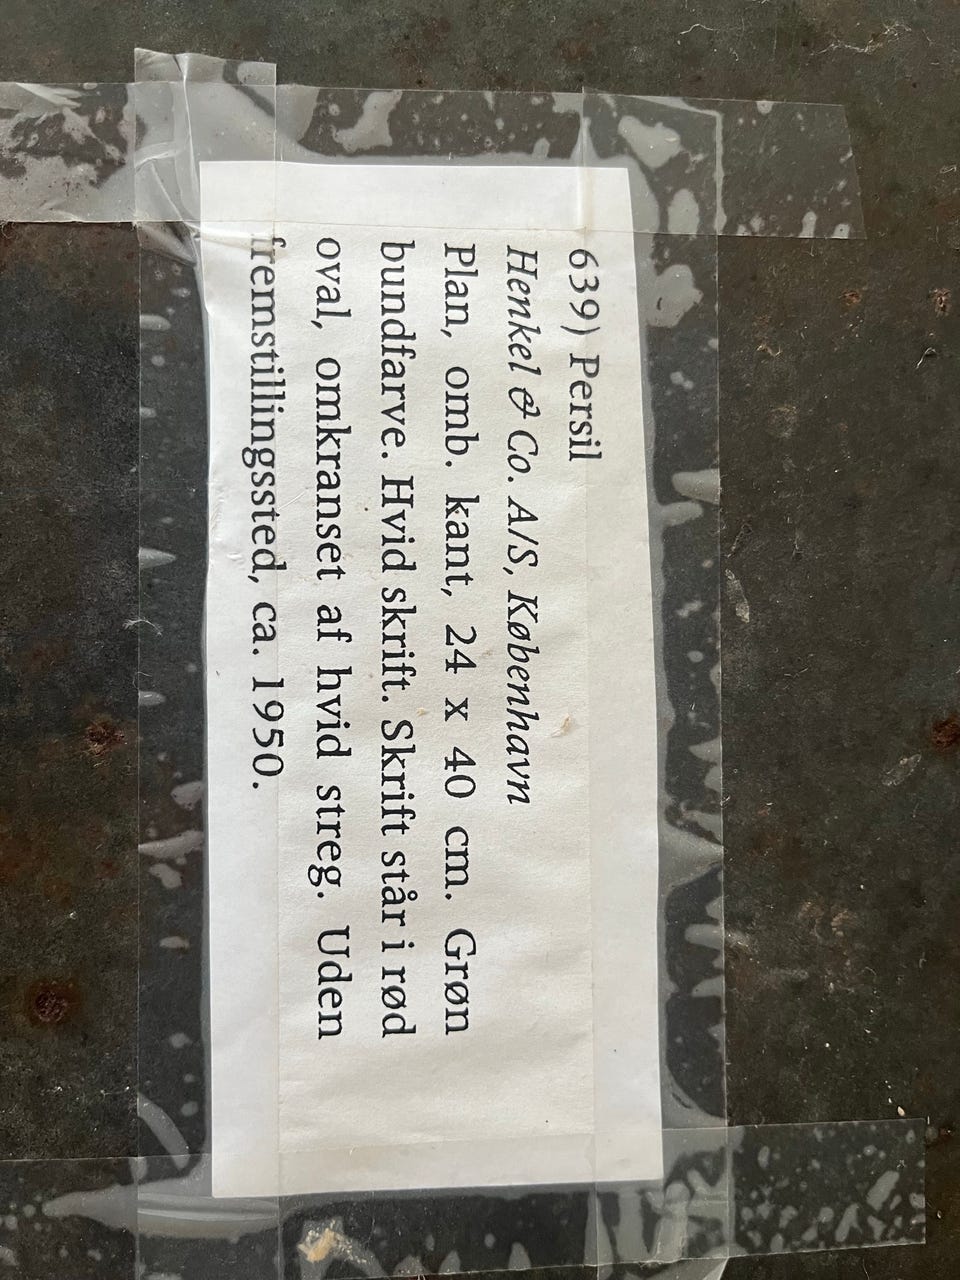 639) Persil
Henkel & Co. A/S, København
Plan, omb. kant, 24 x 40 cm. Grøn
bundfarve. Hvid skrift. Skrift står i rød
oval, omkranset af hvid streg. Uden
fremstillingssted, ca. 1950.